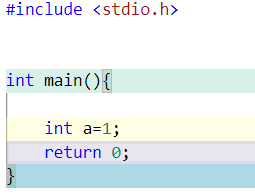 #include <stdio.h>
int main(){
    int a=1;
    return 0;
}